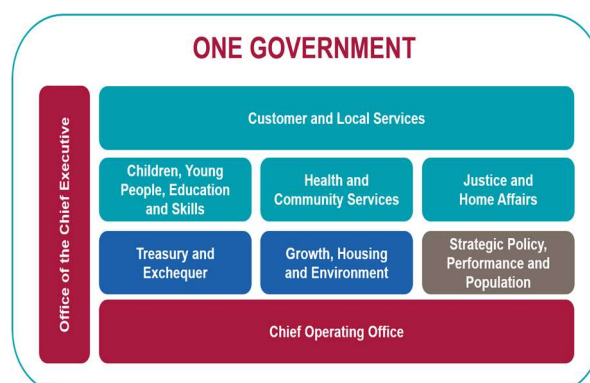 ONE GOVERNMENT
Office of the Chief Executive
Customer and Local Services
Children, Young
People, Education
and Skills
Health and
Community Services
Justice and
Home Affairs
Treasury and
Exchequer
Growth, Housing
and Environment
Strategic Policy,
Performance and
Population
Chief Operating Office